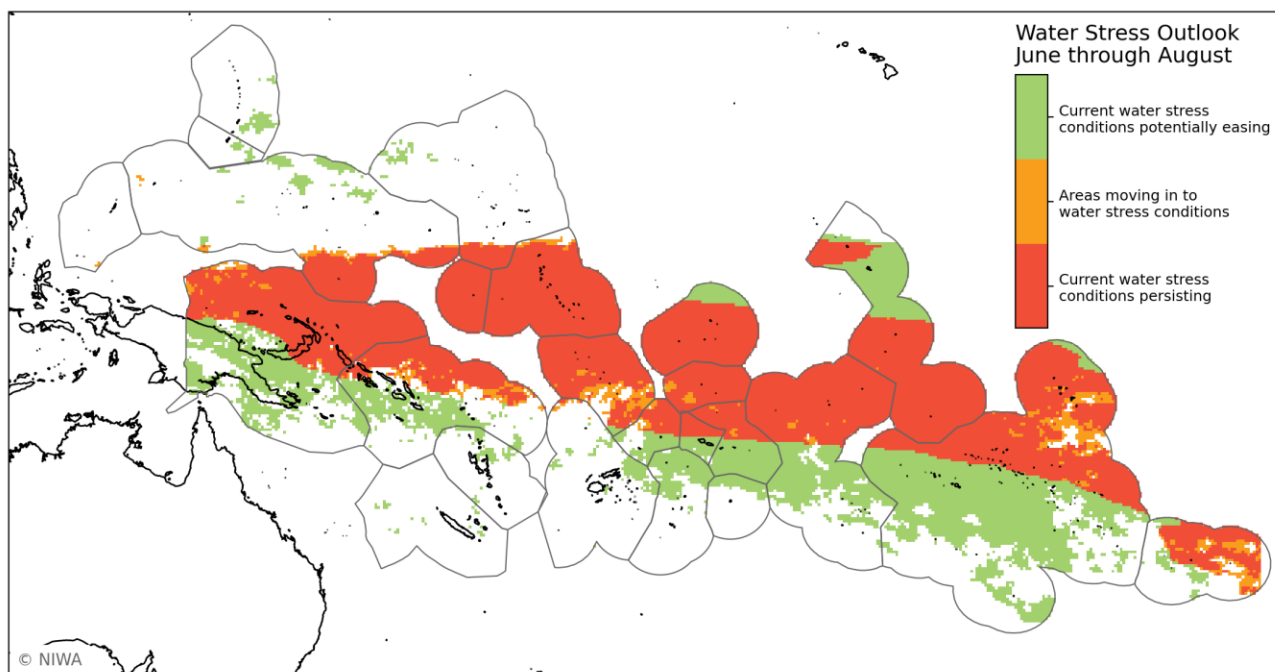 Water Stress Outlook
June through August
Current water stress
conditions potentially easing
Areas moving in to
water stress conditions
Current water stress
conditions persisting
© NIWA